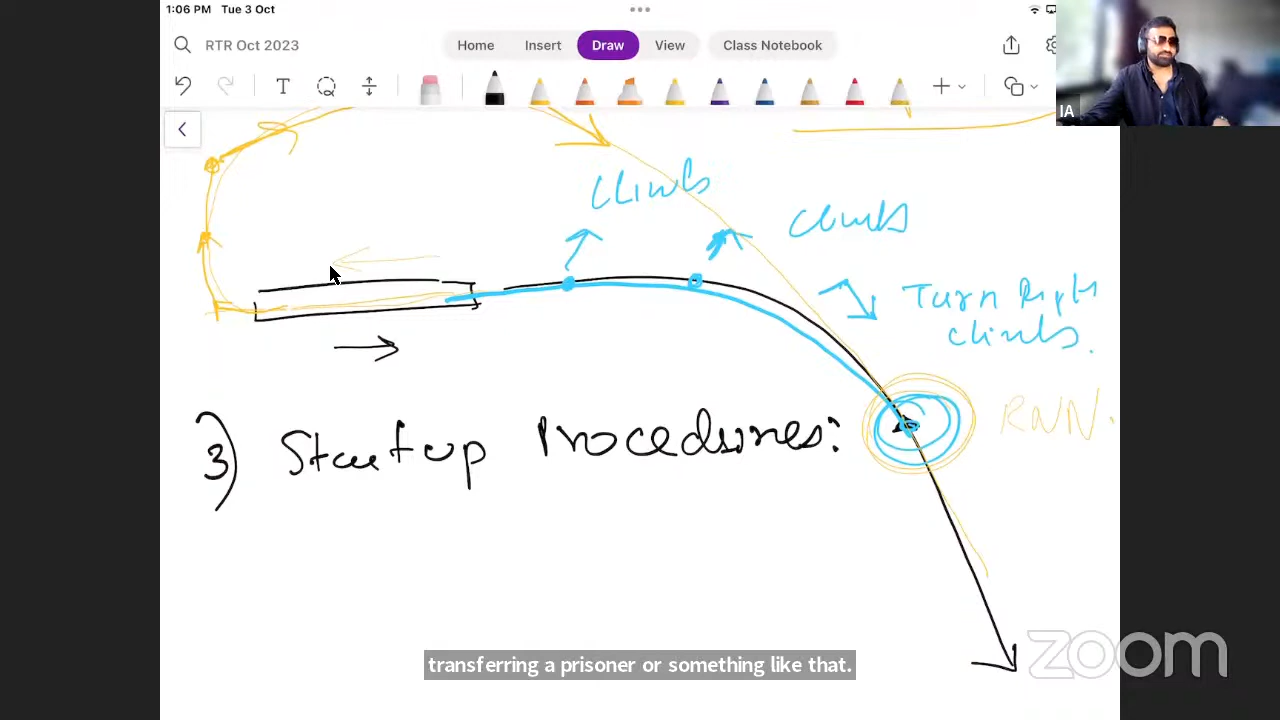 1:06 PM Tue 3 Oct
RTR Oct 2023
Home Insert Draw View Class Notebook
T
IA
Climb
Climb
Turn Right
climb.
RNN.
3) Startup Procedures:
transferring a prisoner or something like that.
zoom